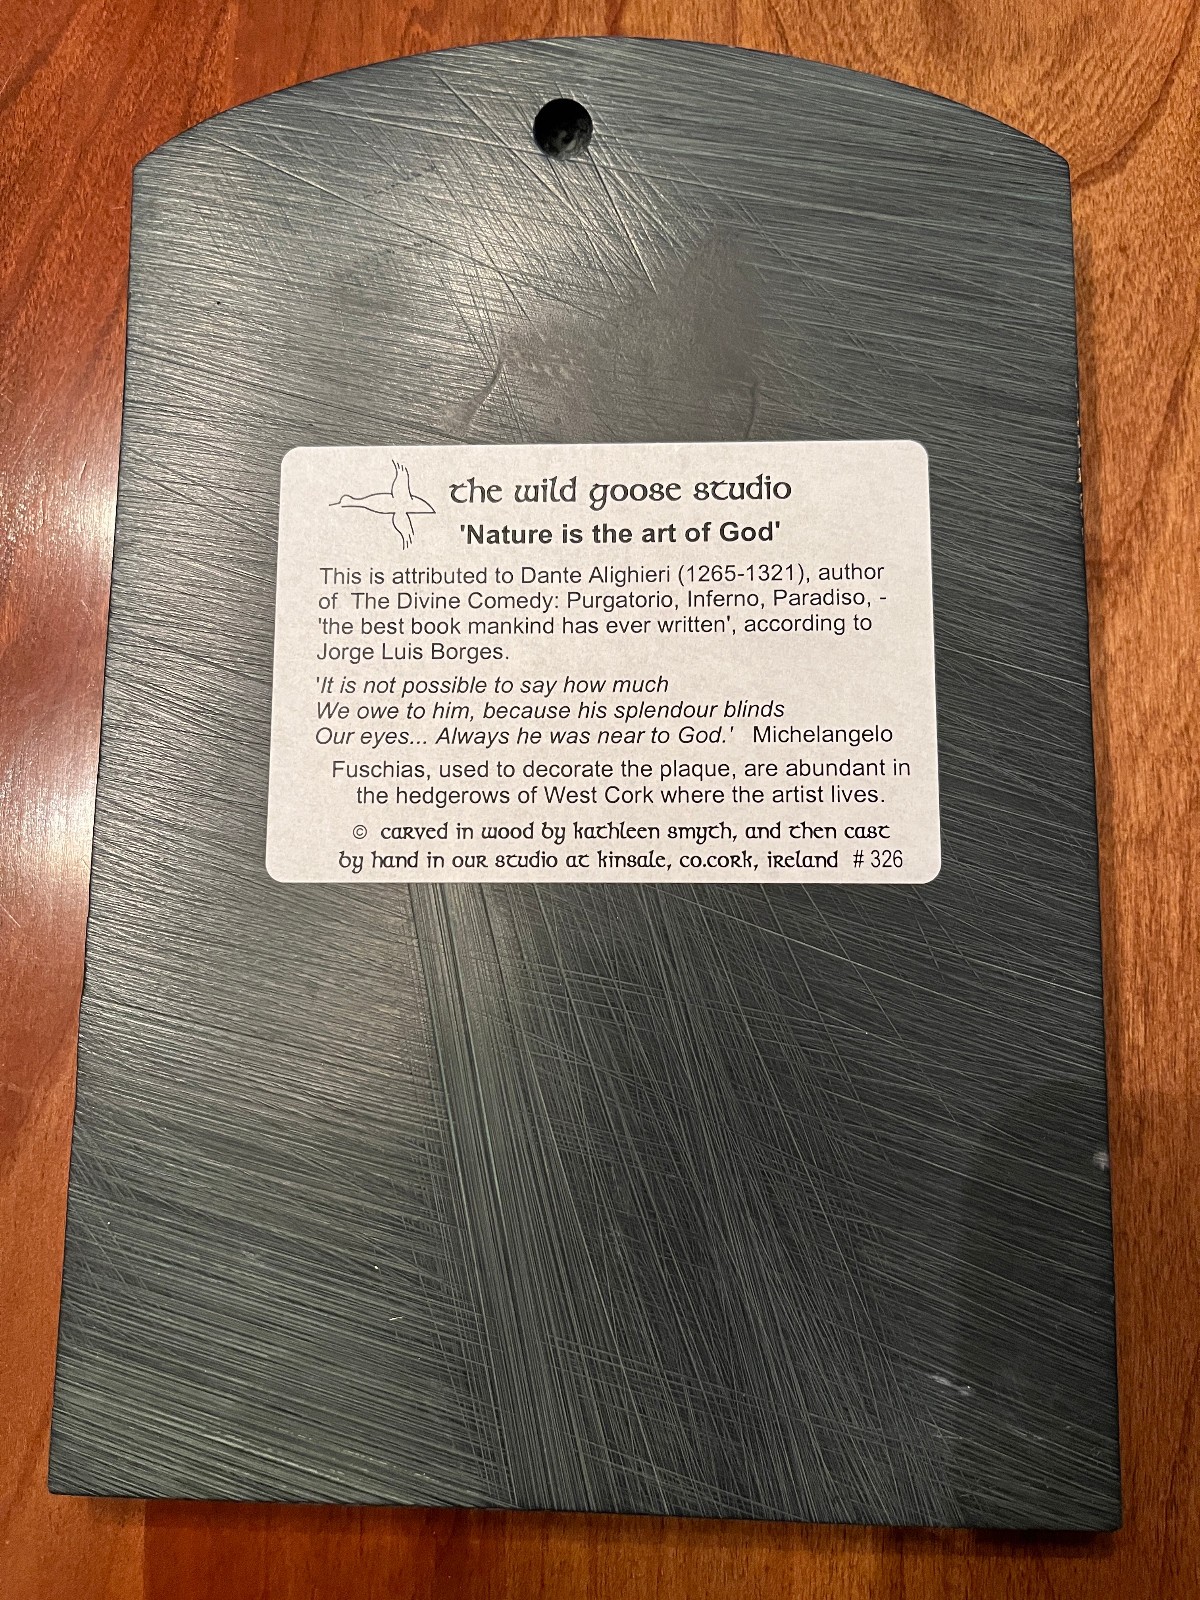 the wild goose studio
'Nature is the art of God'
This is attributed to Dante Alighieri (1265-1321), author
of The Divine Comedy: Purgatorio, Inferno, Paradiso, -
'the best book mankind has ever written', according to
Jorge Luis Borges.
'It is not possible to say how much
We owe to him, because his splendour blinds
Our eyes... Always he was near to God.' Michelangelo
Fuschias, used to decorate the plaque, are abundant in
the hedgerows of West Cork where the artist lives.
© carved in wood by kathleen smyth, and then cast
by hand in our studio at kinsale, co.cork, ireland # 326